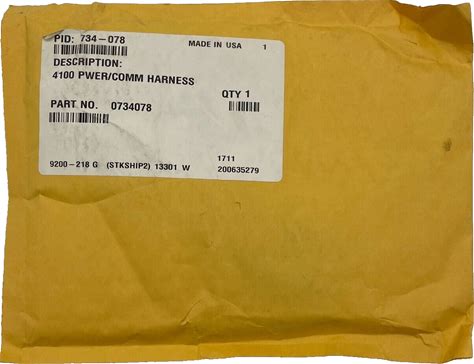 PID: 734-078 MADE IN USA 1
DESCRIPTION:
4100 PWER/COMM HARNESS
QTY 1
PART NO. 0734078
1711
9200-218 G (STKSHIP2) 13301 W 200635279